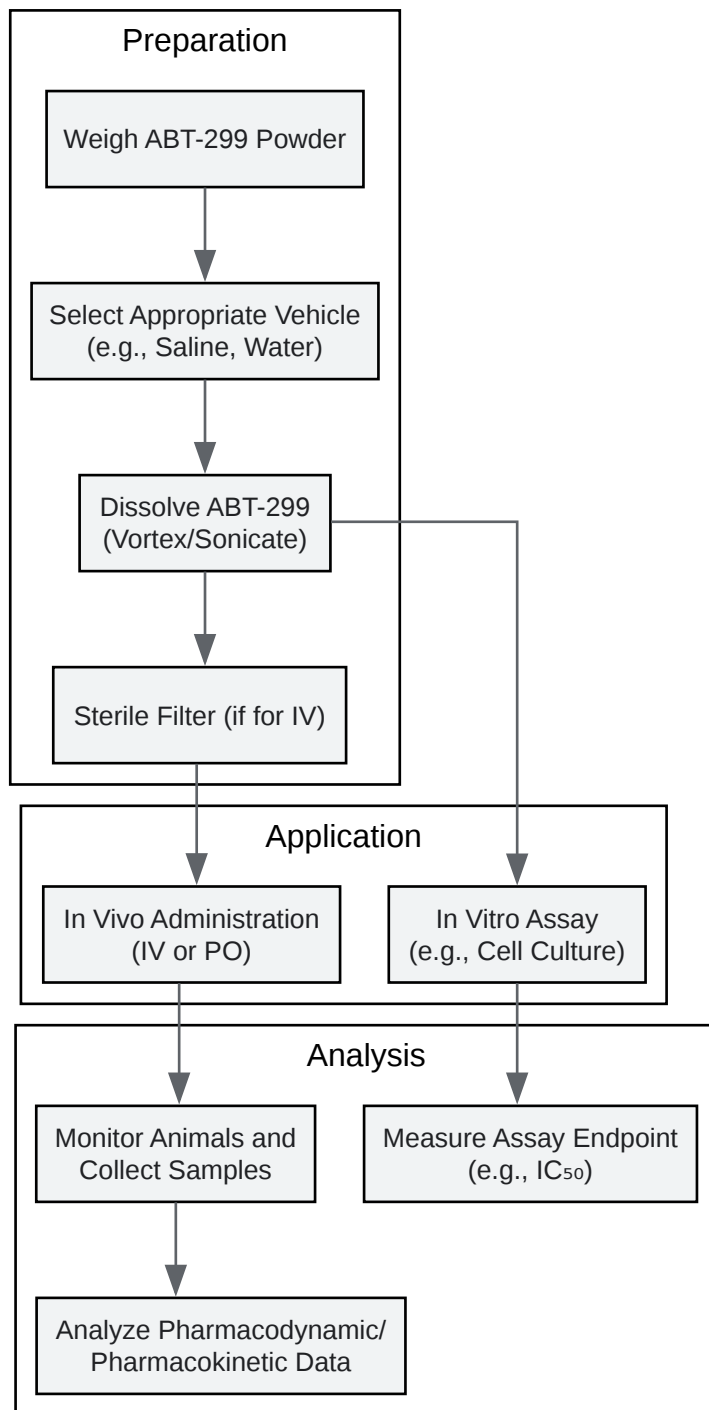 Preparation
Weigh ABT-299 Powder
Select Appropriate Vehicle
(e.g., Saline, Water)
Dissolve ABT-299
(Vortex/Sonicate)
Sterile Filter (if for IV)
Application
In Vivo Administration
(IV or PO)
In Vitro Assay
(e.g., Cell Culture)
Analysis
Monitor Animals and
Collect Samples
Measure Assay Endpoint
(e.g., IC₅₀)
Analyze Pharmacodynamic/
Pharmacokinetic Data